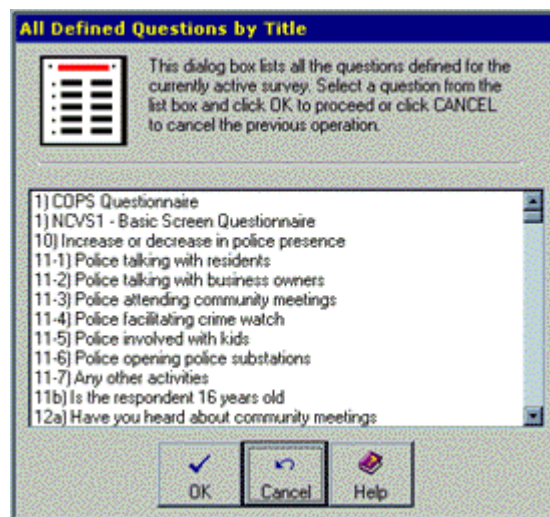 All Defined Questions by Title
This dialog box lists all the questions defined for the
currently active survey. Select a question from the
list box and click OK to proceed or click CANCEL
to cancel the previous operation.
1) COPS Questionnaire
1) NCVS1 - Basic Screen Questionnaire
10) Increase or decrease in police presence
11-1) Police talking with residents
11-2) Police talking with business owners
11-3) Police attending community meetings
11-4) Police facilitating crime watch
11-5) Police involved with kids
11-6) Police opening police substations
11-7) Any other activities
11b) Is the respondent 16 years old
12a) Have you heard about community meetings
OK Cancel Help